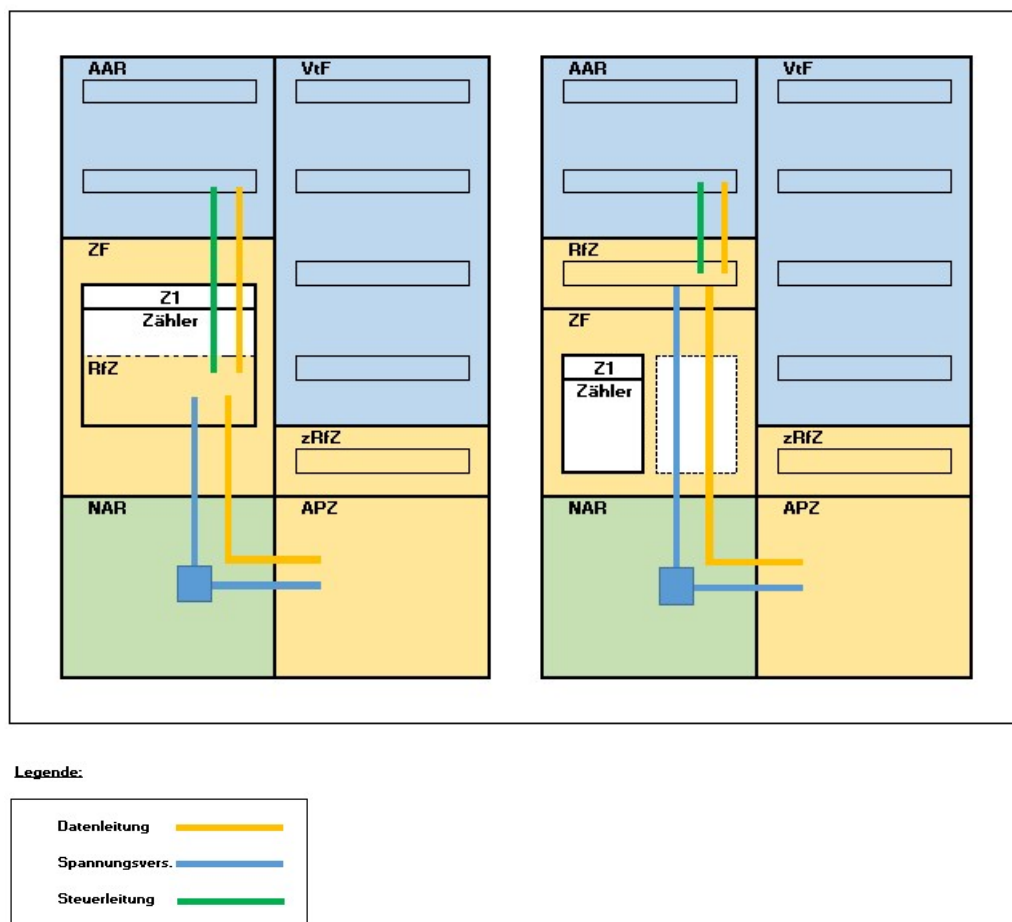 AAR
VtF
ZF
Z1
Zähler
RfZ
zRfZ
NAR
APZ
AAR
VtF
RfZ
ZF
Z1
Zähler
zRfZ
NAR
APZ
Legende:
Datenleitung
Spannungsvers.
Steuerleitung